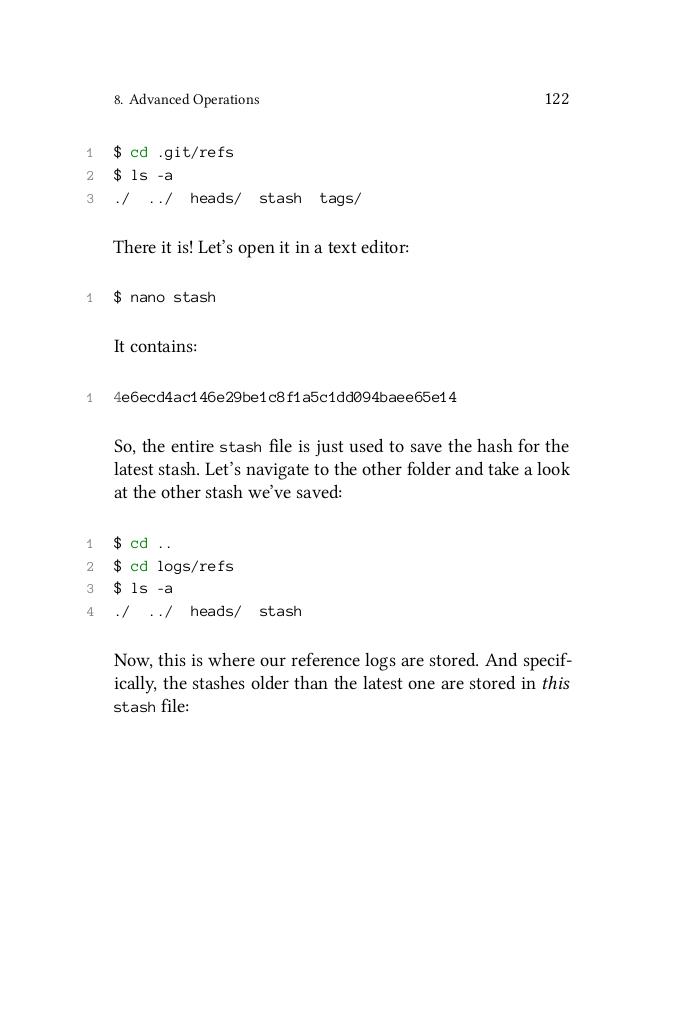 8. Advanced Operations 122
1 $ cd .git/refs
2 $ ls -a
3 ./  ../  heads/  stash  tags/
There it is! Let's open it in a text editor:
1 $ nano stash
It contains:
1 4e6ecd4ac146e29be1c8f1a5c1dd094baee65e14
So, the entire stash file is just used to save the hash for the
latest stash. Let's navigate to the other folder and take a look
at the other stash we've saved:
1 $ cd ..
2 $ cd logs/refs
3 $ ls -a
4 ./  ../  heads/  stash
Now, this is where our reference logs are stored. And specif-
ically, the stashes older than the latest one are stored in this
stash file: